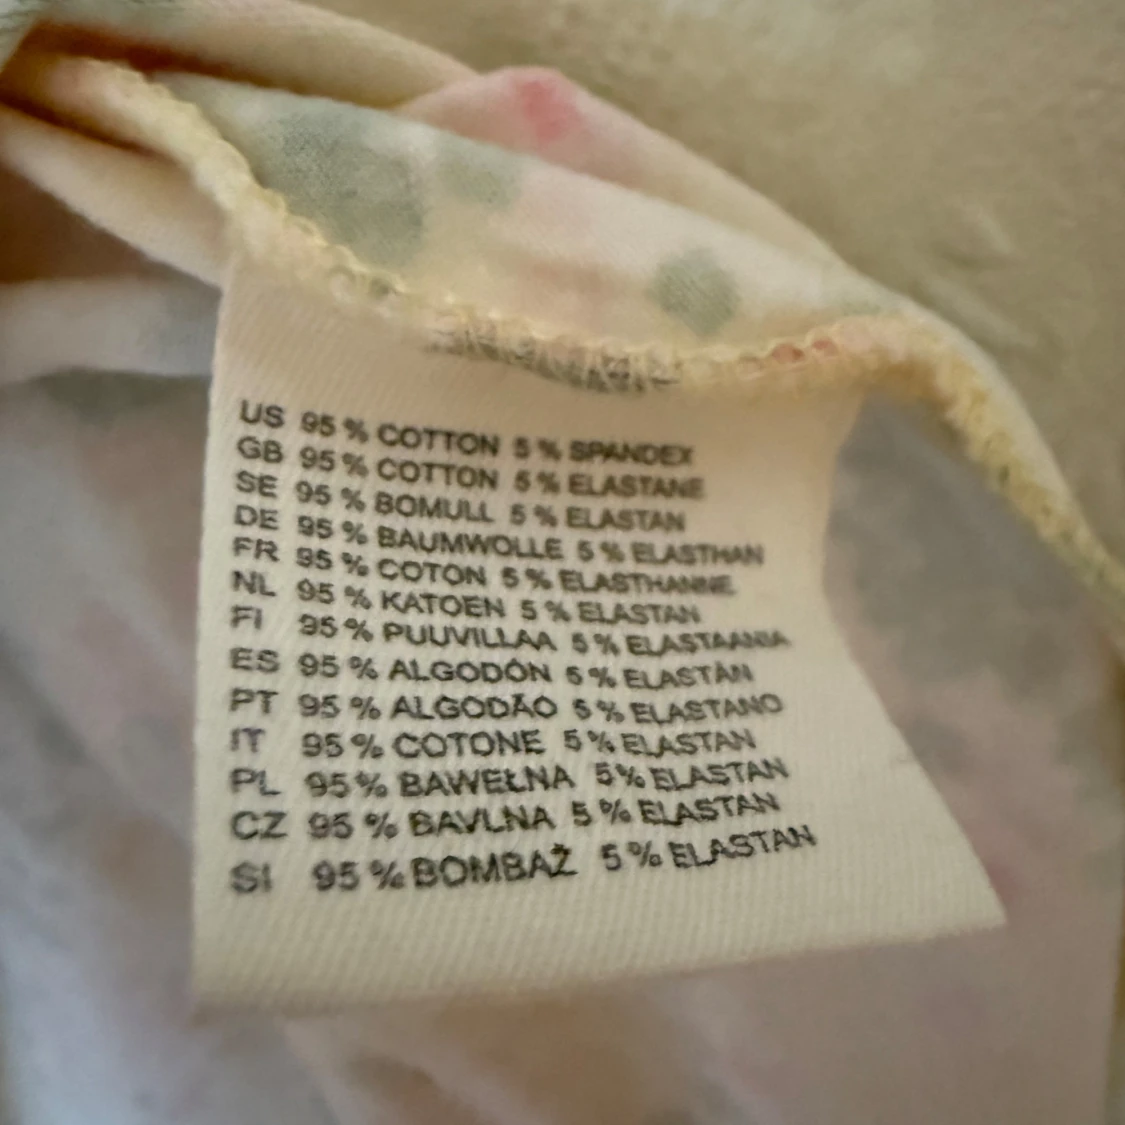 US 95 % COTTON 5 % SPANDEX
GB 95 % COTTON 5 % ELASTANE
SE 95 % BOMULL 5 % ELASTAN
DE 95 % BAUMWOLLE 5 % ELASTHAN
FR 95 % COTON 5 % ELASTHANNE
NL 95 % KATOEN 5 % ELASTAN
FI 95 % PUUVILLAA 5 % ELASTAANIA
ES 95 % ALGODÓN 5 % ELASTÁN
PT 95 % ALGODÃO 5 % ELASTANO
IT 95 % COTONE 5 % ELASTAN
PL 95 % BAWEŁNA 5 % ELASTAN
CZ 95 % BAVLNA 5 % ELASTAN
SI 95 % BOMBAŽ 5 % ELASTAN